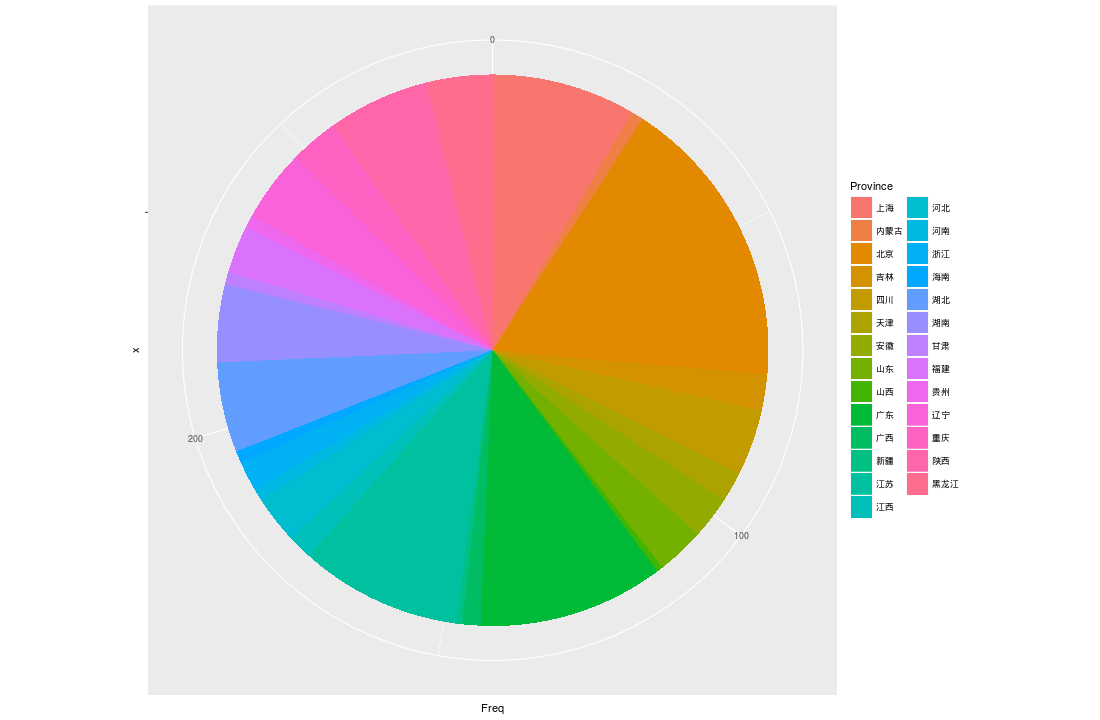 0
100
200
x
Freq
Province
上海
内蒙古
北京
吉林
四川
天津
安徽
山东
山西
广东
广西
新疆
江苏
江西
河北
河南
浙江
海南
湖北
湖南
甘肃
福建
贵州
辽宁
重庆
陕西
黑龙江